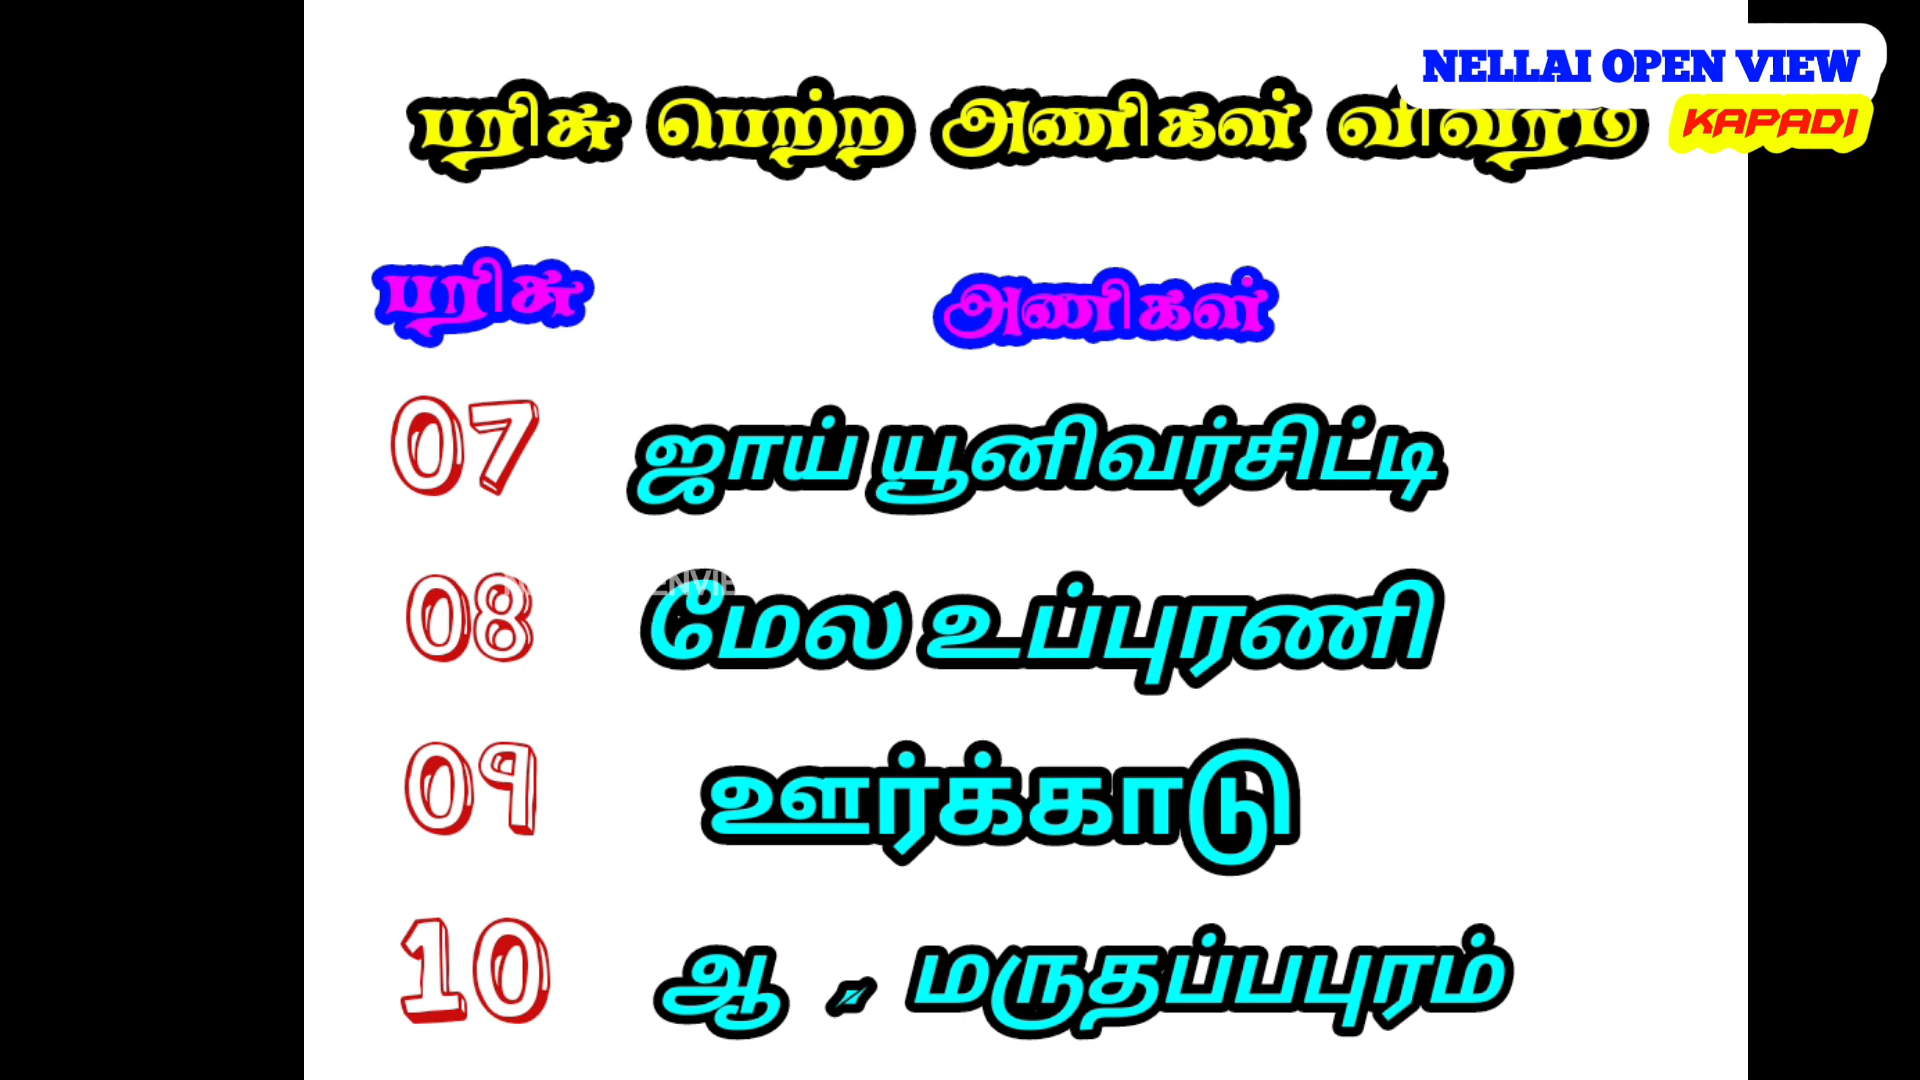 NELLAI OPEN VIEW
KAPADI
பரிசு பெற்ற அணிகள் விவரம்
பரிசு அணிகள்
07 ஜாய் யூனிவர்சிட்டி
08 மேல உப்புரணி
09 ஊர்க்காடு
10 ஆ . மருதப்பபுரம்